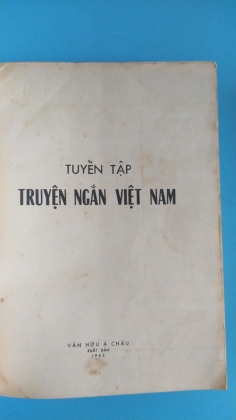 TUYỂN TẬP
TRUYỆN NGẮN VIỆT NAM
VĂN HỮU Á CHÂU
XUẤT BẢN